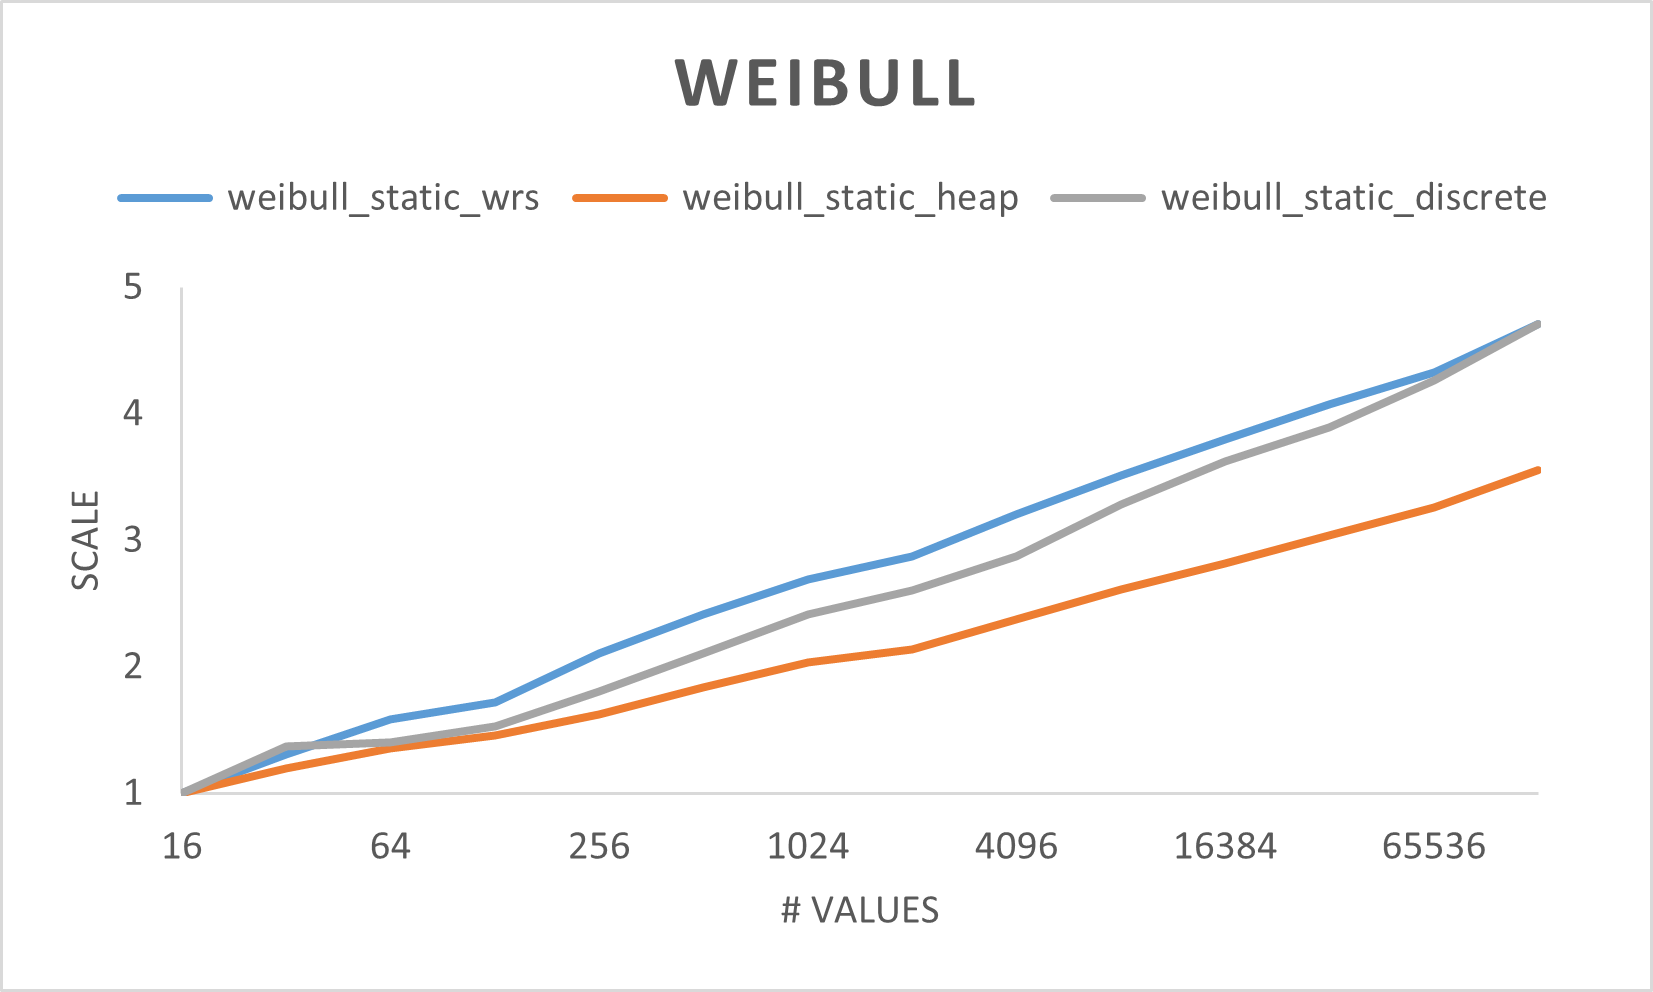 WEIBULL
weibull_static_wrs weibull_static_heap weibull_static_discrete
5
4
3
2
1
SCALE
16 64 256 1024 4096 16384 65536
# VALUES